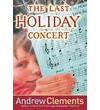 THE LAST
HOLIDAY
CONCERT
Andrew Clements